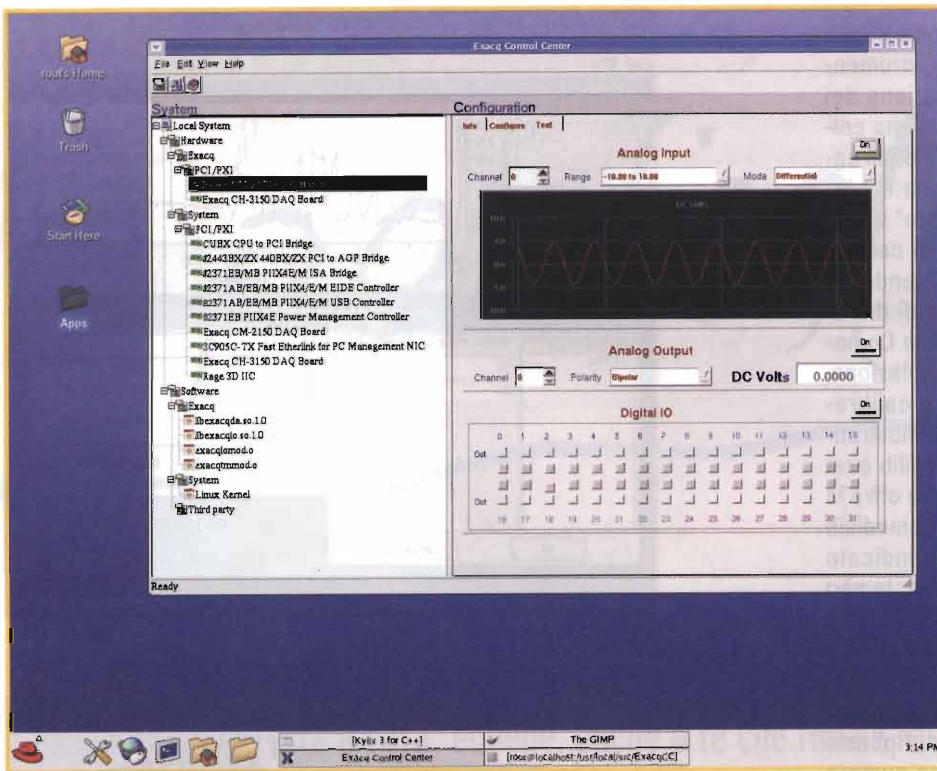 root's Home
Trash
Start Here
Apps
Exacq Control Center
File Edit View Help
System
Local System
Hardware
Exacq
PCI/PXI
Exacq CH-3150 DAQ Board
System
PCI/PXI
CUBX CPU to PCI Bridge
82443BX/ZX 440BX/ZX PCI to AGP Bridge
82371EB/MB PIIX4E/M ISA Bridge
82371AB/EB/MB PIIX4/E/M EIDE Controller
82371AB/EB/MB PIIX4/E/M USB Controller
82371EB PIIX4E Power Management Controller
Exacq CM-2150 DAQ Board
3C905C-TX Fast Etherlink for PC Management NIC
Exacq CH-3150 DAQ Board
Rage 3D IIC
Software
Exacq
libexacqda.so.1.0
libexacqio.so.1.0
exacqiomod.o
exacqtmmod.o
System
Linux Kernel
Third party
Configuration
Info Configure Test
Analog Input
On
Channel 0 Range -10.00 to 10.00 Mode Differential
Analog Output
On
Channel 0 Polarity Bipolar DC Volts 0.0000
Digital IO
On
0 1 2 3 4 5 6 7 8 9 10 11 12 13 14 15
Out
Out
16 17 18 19 20 21 22 23 24 25 26 27 28 29 30 31
Ready
[Kylix 3 for C++]
The GIMP
Exacq Control Center
[root@localhost:/usr/local/src/ExacqCC]
3:14 PM